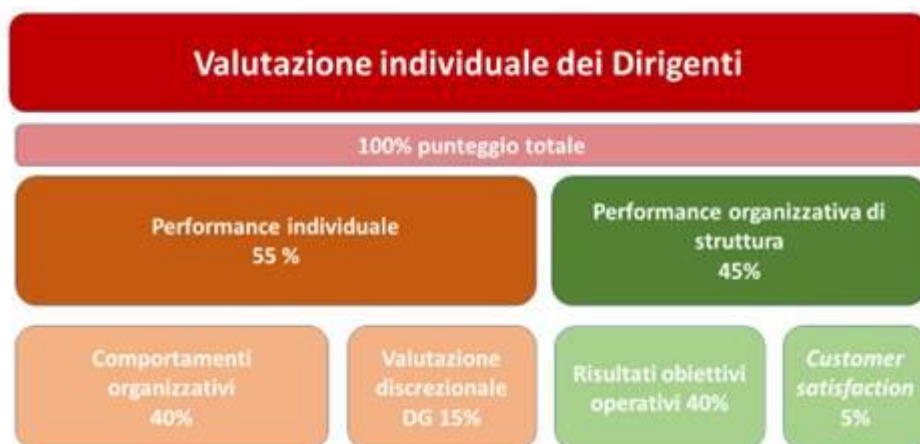 Valutazione individuale dei Dirigenti
100% punteggio totale
Performance individuale
55 %
Performance organizzativa di
struttura
45%
Comportamenti
organizzativi
40%
Valutazione
discrezionale
DG 15%
Risultati obiettivi
operativi 40%
Customer
satisfaction
5%